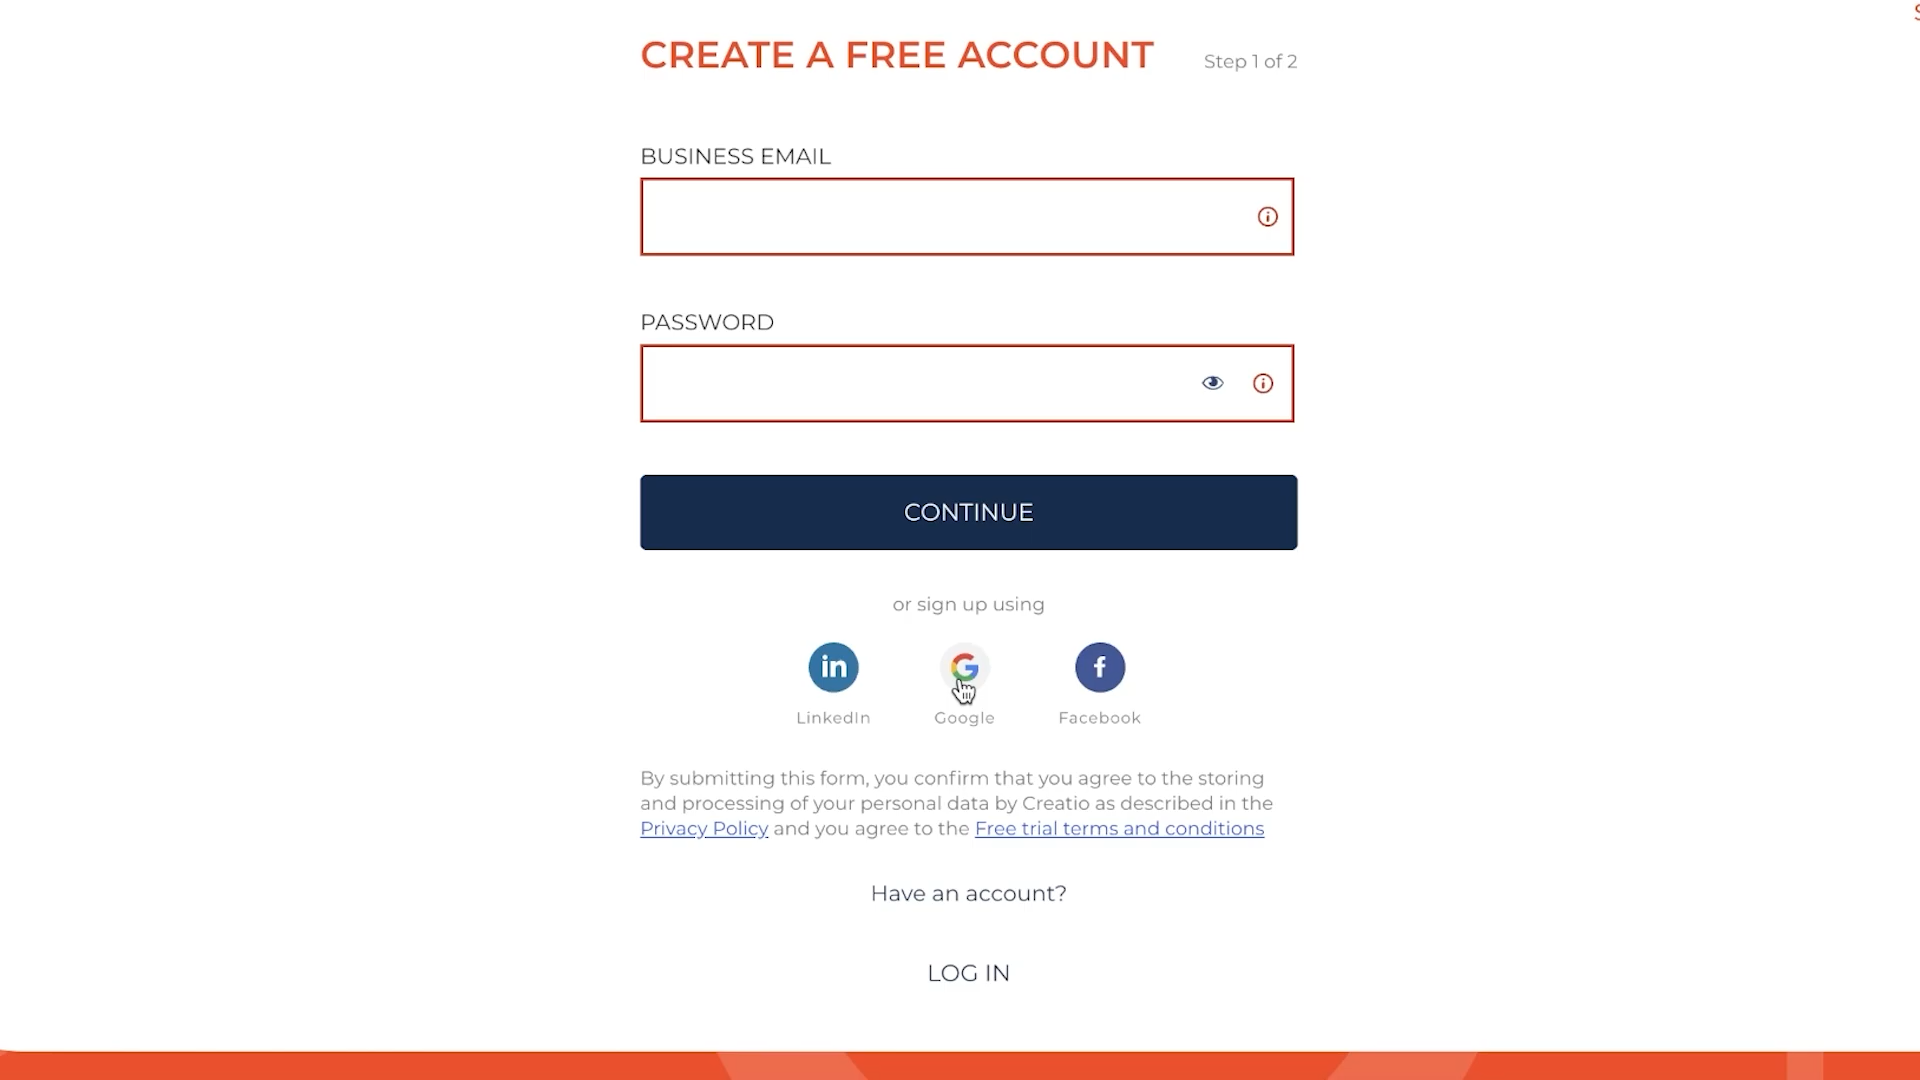 CREATE A FREE ACCOUNT
Step 1 of 2
BUSINESS EMAIL
PASSWORD
CONTINUE
or sign up using
in
G
f
LinkedIn
Google
Facebook
By submitting this form, you confirm that you agree to the storing
and processing of your personal data by Creatio as described in the
Privacy Policy and you agree to the Free trial terms and conditions
Have an account?
LOG IN